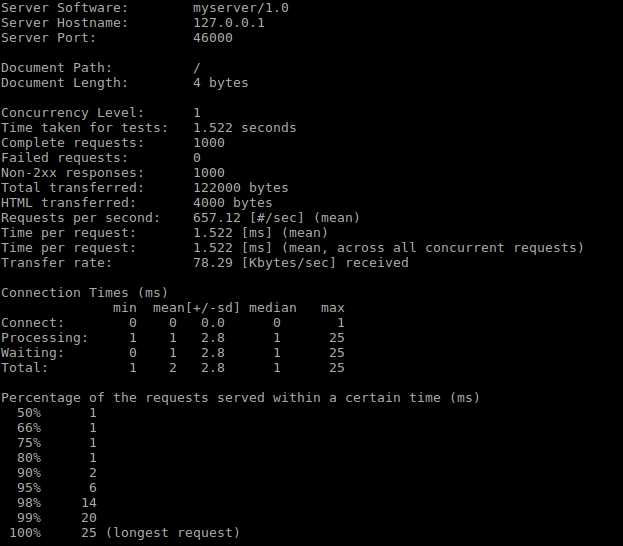 Server Software:        myserver/1.0
Server Hostname:        127.0.0.1
Server Port:            46000

Document Path:          /
Document Length:        4 bytes

Concurrency Level:      1
Time taken for tests:   1.522 seconds
Complete requests:      1000
Failed requests:        0
Non-2xx responses:      1000
Total transferred:      122000 bytes
HTML transferred:       4000 bytes
Requests per second:    657.12 [#/sec] (mean)
Time per request:       1.522 [ms] (mean)
Time per request:       1.522 [ms] (mean, across all concurrent requests)
Transfer rate:          78.29 [Kbytes/sec] received

Connection Times (ms)
              min  mean[+/-sd] median   max
Connect:        0    0   0.0      0       1
Processing:     1    1   2.8      1      25
Waiting:        0    1   2.8      1      25
Total:          1    2   2.8      1      25

Percentage of the requests served within a certain time (ms)
  50%      1
  66%      1
  75%      1
  80%      1
  90%      2
  95%      6
  98%     14
  99%     20
 100%     25 (longest request)